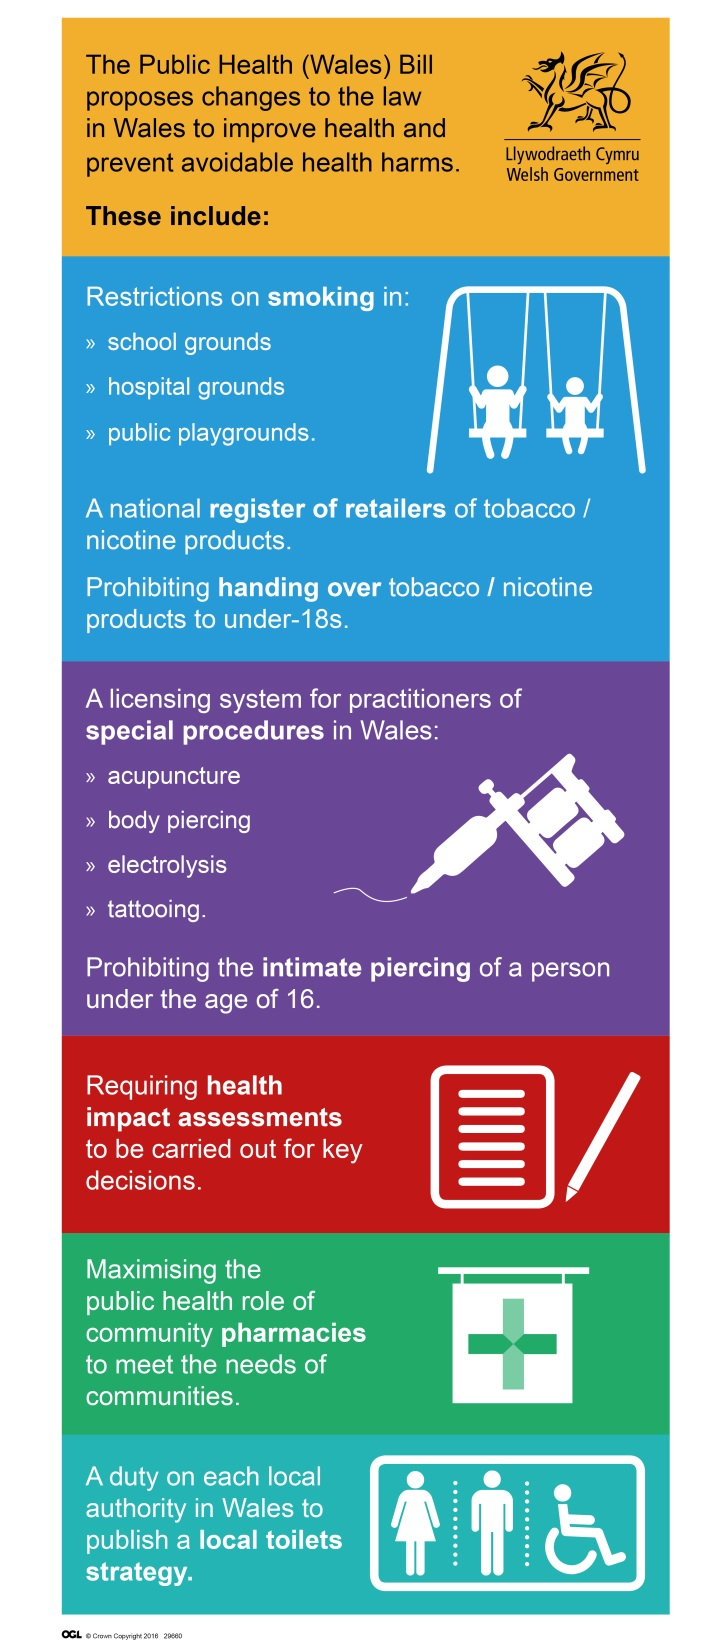 The Public Health (Wales) Bill
proposes changes to the law
in Wales to improve health and
prevent avoidable health harms.
These include:
Llywodraeth Cymru
Welsh Government
Restrictions on smoking in:
» school grounds
» hospital grounds
» public playgrounds.
A national register of retailers of tobacco /
nicotine products.
Prohibiting handing over tobacco / nicotine
products to under-18s.
A licensing system for practitioners of
special procedures in Wales:
» acupuncture
» body piercing
» electrolysis
» tattooing.
Prohibiting the intimate piercing of a person
under the age of 16.
Requiring health
impact assessments
to be carried out for key
decisions.
Maximising the
public health role of
community pharmacies
to meet the needs of
communities.
A duty on each local
authority in Wales to
publish a local toilets
strategy.
OGL © Crown Copyright 2016 29660